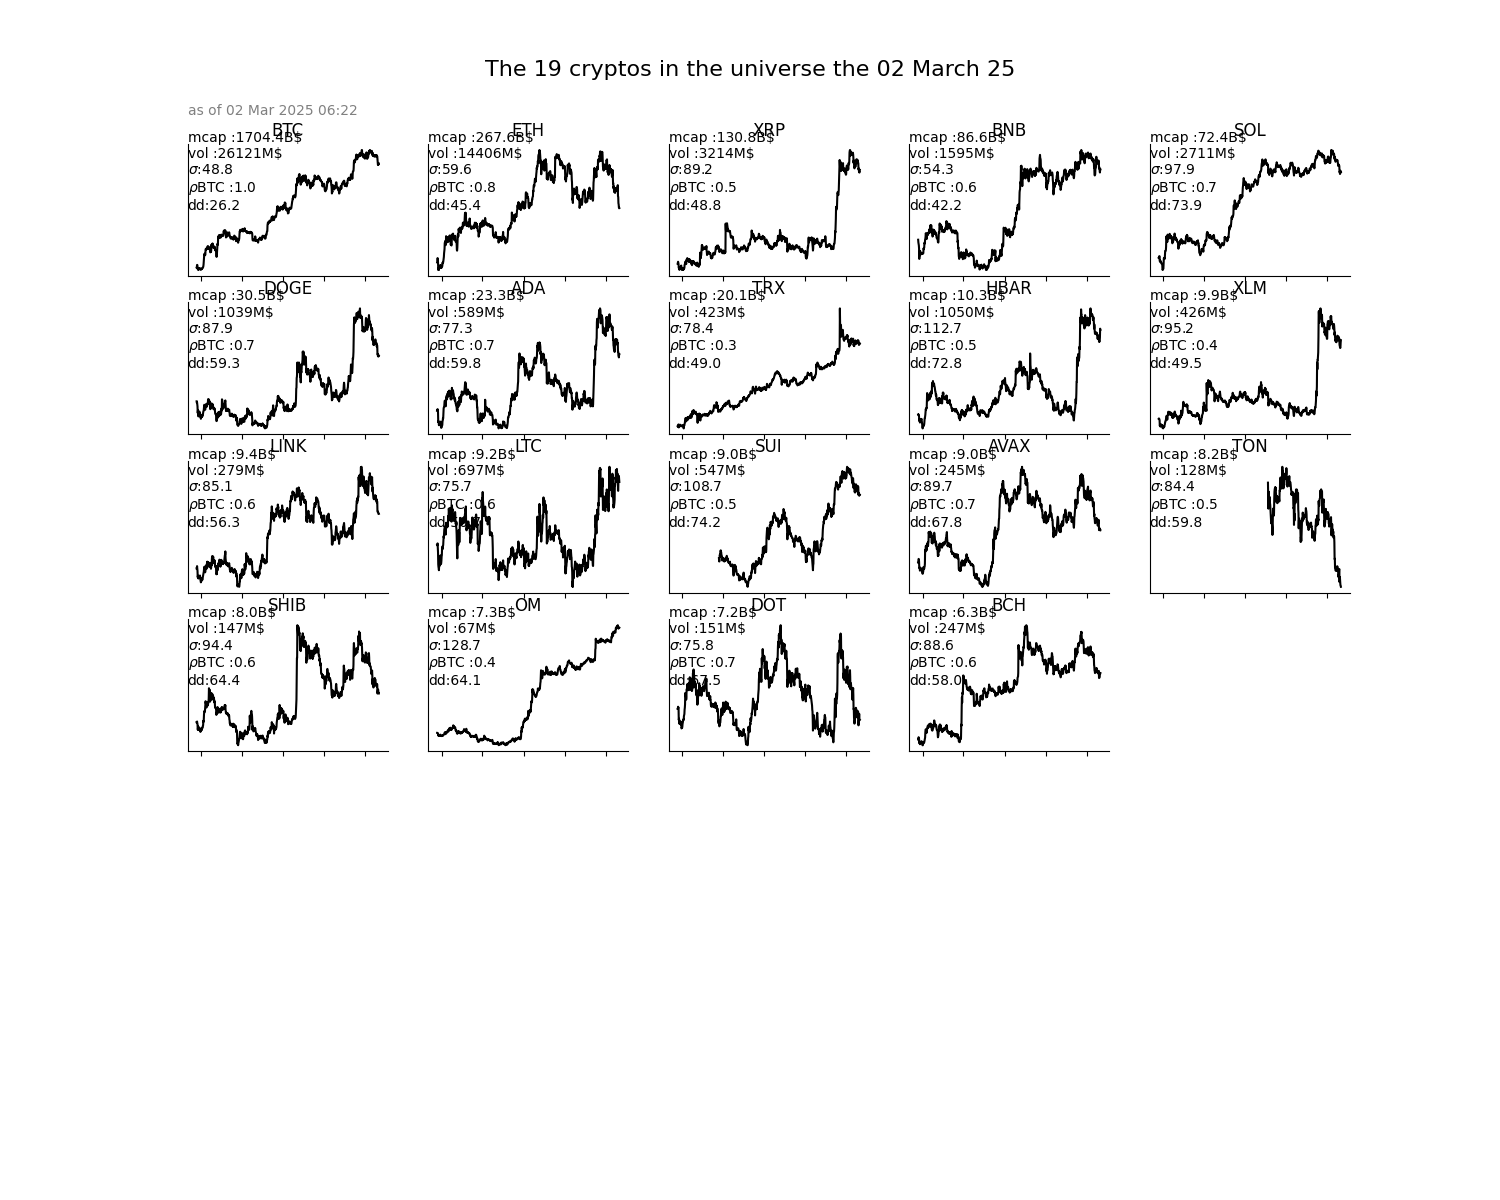 The 19 cryptos in the universe the 02 March 25
as of 02 Mar 2025 06:22
BTC
mcap :1704.4B$
vol :26121M$
σ:48.8
ρBTC :1.0
dd:26.2
ETH
mcap :267.6B$
vol :14406M$
σ:59.6
ρBTC :0.8
dd:45.4
XRP
mcap :130.8B$
vol :3214M$
σ:89.2
ρBTC :0.5
dd:48.8
BNB
mcap :86.6B$
vol :1595M$
σ:54.3
ρBTC :0.6
dd:42.2
SOL
mcap :72.4B$
vol :2711M$
σ:97.9
ρBTC :0.7
dd:73.9
DOGE
mcap :30.5B$
vol :1039M$
σ:87.9
ρBTC :0.7
dd:59.3
ADA
mcap :23.3B$
vol :589M$
σ:77.3
ρBTC :0.7
dd:59.8
TRX
mcap :20.1B$
vol :423M$
σ:78.4
ρBTC :0.3
dd:49.0
HBAR
mcap :10.3B$
vol :1050M$
σ:112.7
ρBTC :0.5
dd:72.8
XLM
mcap :9.9B$
vol :426M$
σ:95.2
ρBTC :0.4
dd:49.5
LINK
mcap :9.4B$
vol :279M$
σ:85.1
ρBTC :0.6
dd:56.3
LTC
mcap :9.2B$
vol :697M$
σ:75.7
ρBTC :0.6
SUI
mcap :9.0B$
vol :547M$
σ:108.7
ρBTC :0.5
dd:74.2
AVAX
mcap :9.0B$
vol :245M$
σ:89.7
ρBTC :0.7
dd:67.8
TON
mcap :8.2B$
vol :128M$
σ:84.4
ρBTC :0.5
dd:59.8
SHIB
mcap :8.0B$
vol :147M$
σ:94.4
ρBTC :0.6
dd:64.4
OM
mcap :7.3B$
vol :67M$
σ:128.7
ρBTC :0.4
dd:64.1
DOT
mcap :7.2B$
vol :151M$
σ:75.8
ρBTC :0.7
BCH
mcap :6.3B$
vol :247M$
σ:88.6
ρBTC :0.6
dd:58.0